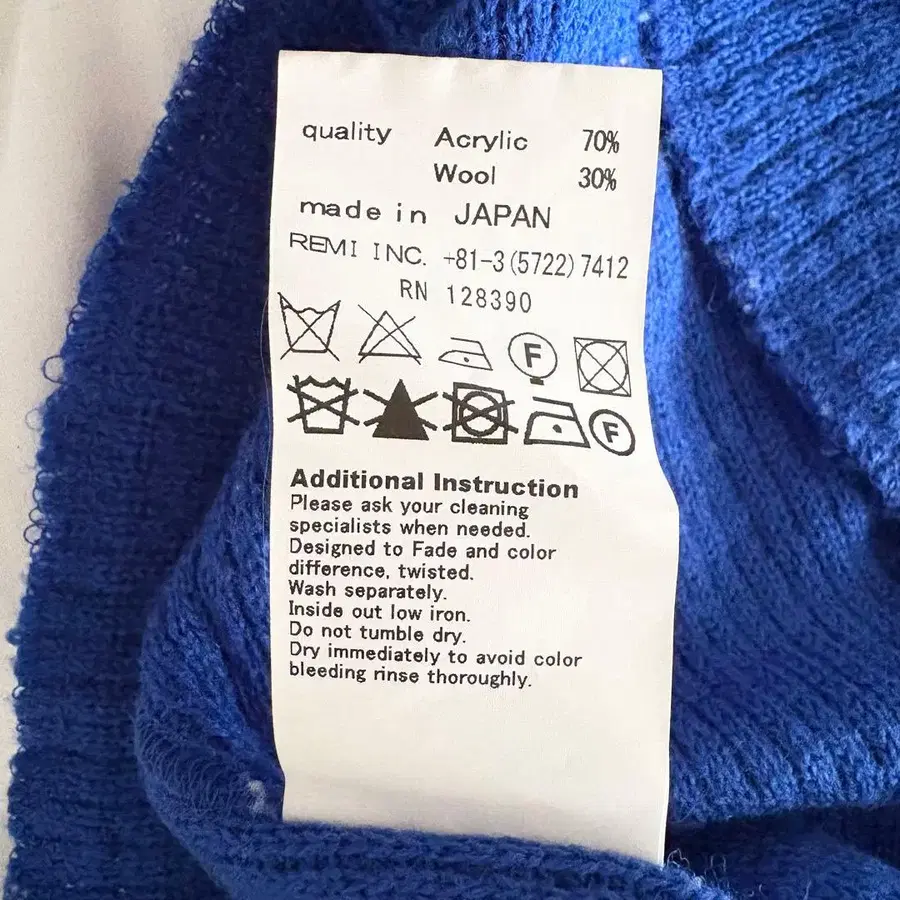 quality Acrylic 70%
Wool 30%
made in JAPAN
REMI INC. +81-3(5722)7412
RN 128390
F
F
Additional Instruction
Please ask your cleaning
specialists when needed.
Designed to Fade and color
difference, twisted.
Wash separately.
Inside out low iron.
Do not tumble dry.
Dry immediately to avoid color
bleeding rinse thoroughly.